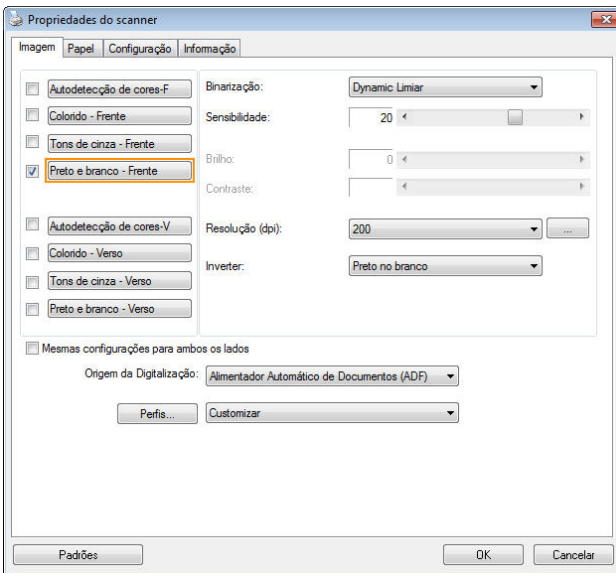 Propriedades do scanner
Imagem Papel Configuração Informação
Autodetecção de cores-F
Colorido - Frente
Tons de cinza - Frente
Preto e branco - Frente
Autodetecção de cores-V
Colorido - Verso
Tons de cinza - Verso
Preto e branco - Verso
Binarização: Dynamic Limiar
Sensibilidade: 20
Brilho: 0
Contraste:
Resolução (dpi): 200 ...
Inverter: Preto no branco
Mesmas configurações para ambos os lados
Origem da Digitalização: Alimentador Automático de Documentos (ADF)
Perfis... Customizar
Padrões OK Cancelar